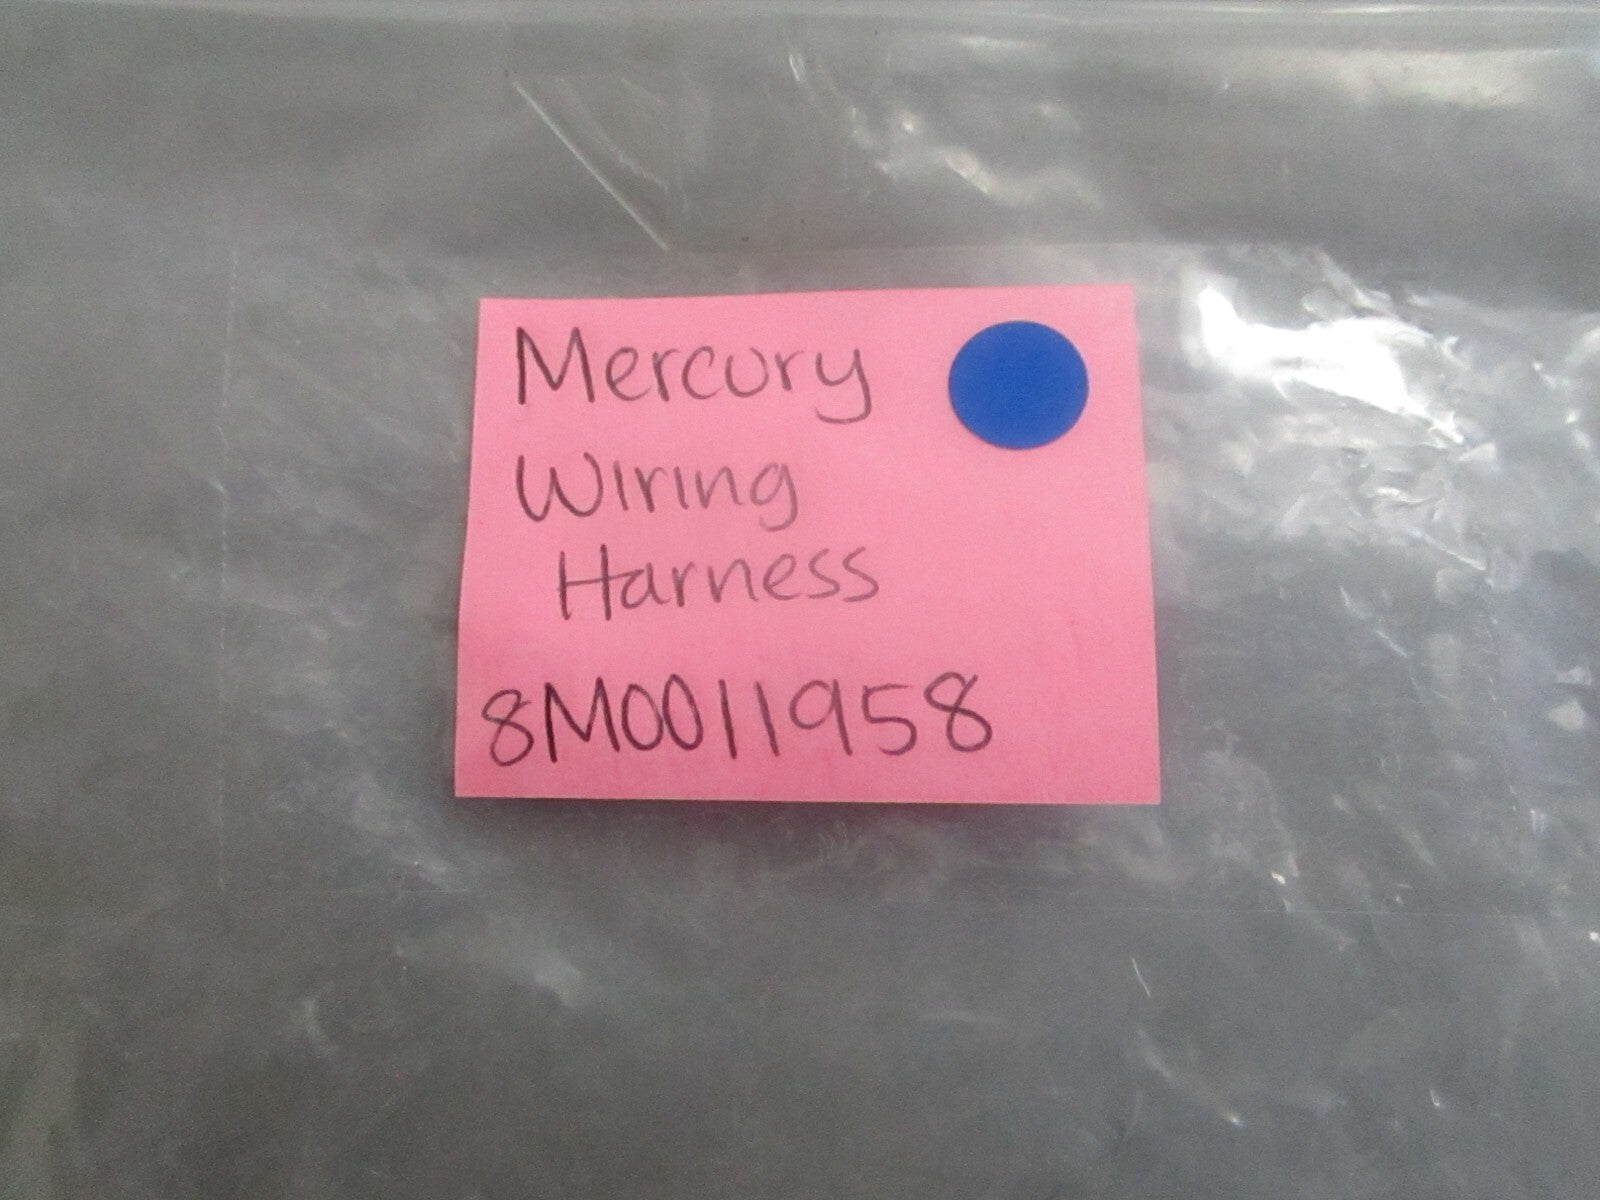 Mercury
Wiring
Harness
8M0011958